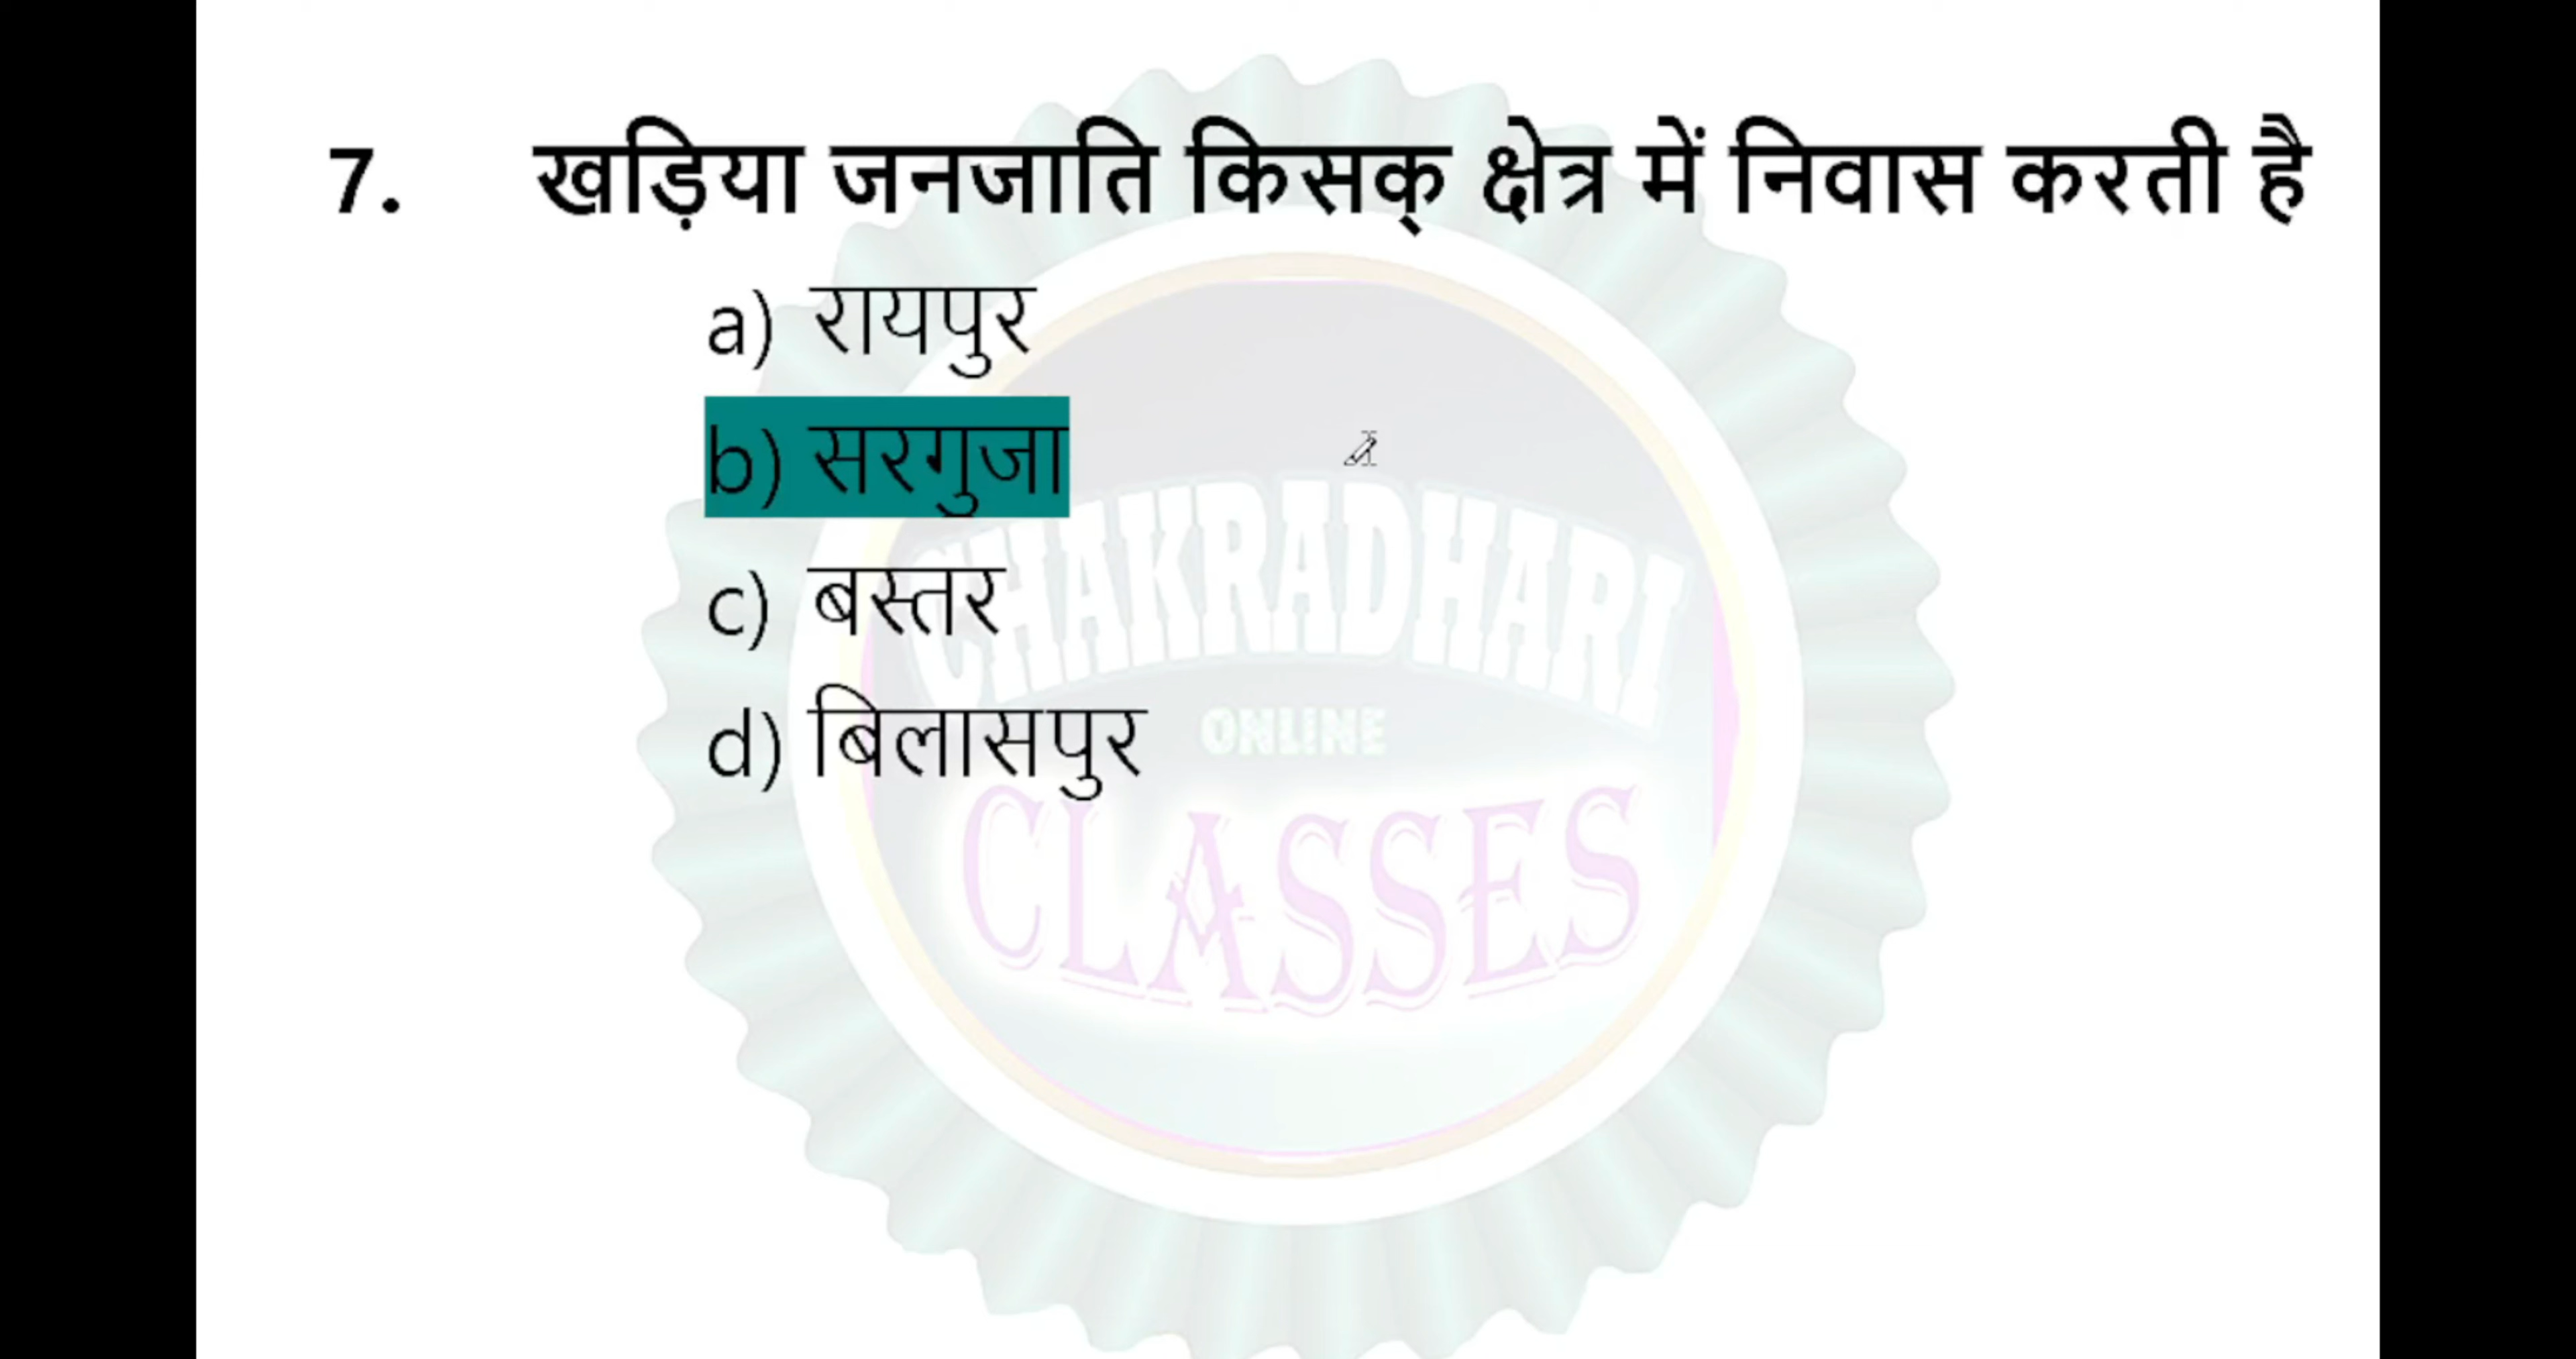 7. खड़िया जनजाति किसक् क्षेत्र में निवास करती है
a) रायपुर
b) सरगुजा
c) बस्तर
d) बिलासपुर
CHAKRADHARI
ONLINE
CLASSES